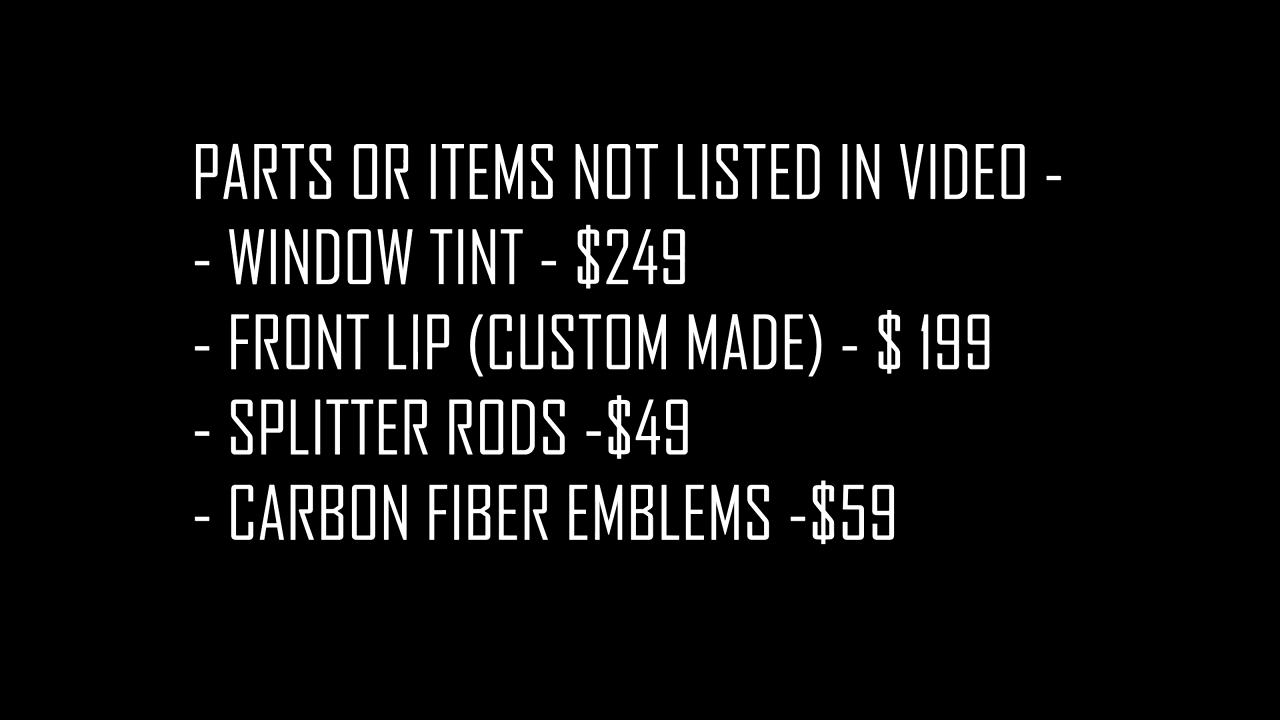 PARTS OR ITEMS NOT LISTED IN VIDEO -
- WINDOW TINT - $249
- FRONT LIP (CUSTOM MADE) - $ 199
- SPLITTER RODS -$49
- CARBON FIBER EMBLEMS -$59